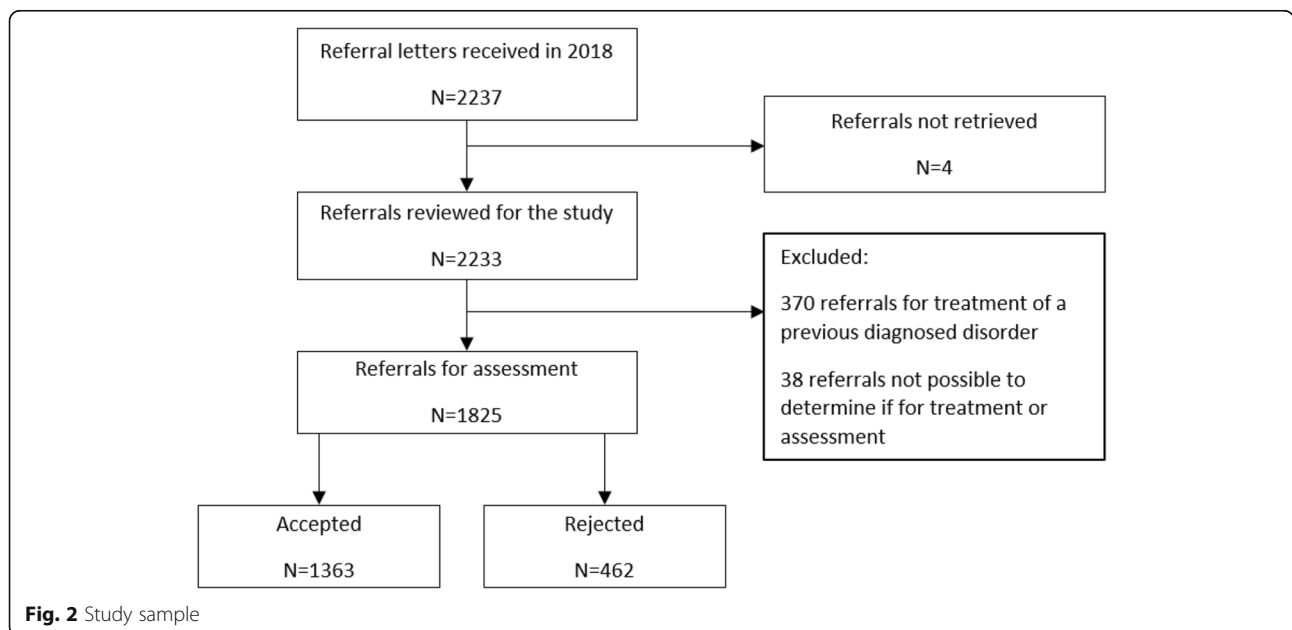 Referral letters received in 2018
N=2237
Referrals not retrieved
N=4
Referrals reviewed for the study
N=2233
Excluded:
370 referrals for treatment of a
previous diagnosed disorder
38 referrals not possible to
determine if for treatment or
assessment
Referrals for assessment
N=1825
Accepted
N=1363
Rejected
N=462
Fig. 2 Study sample